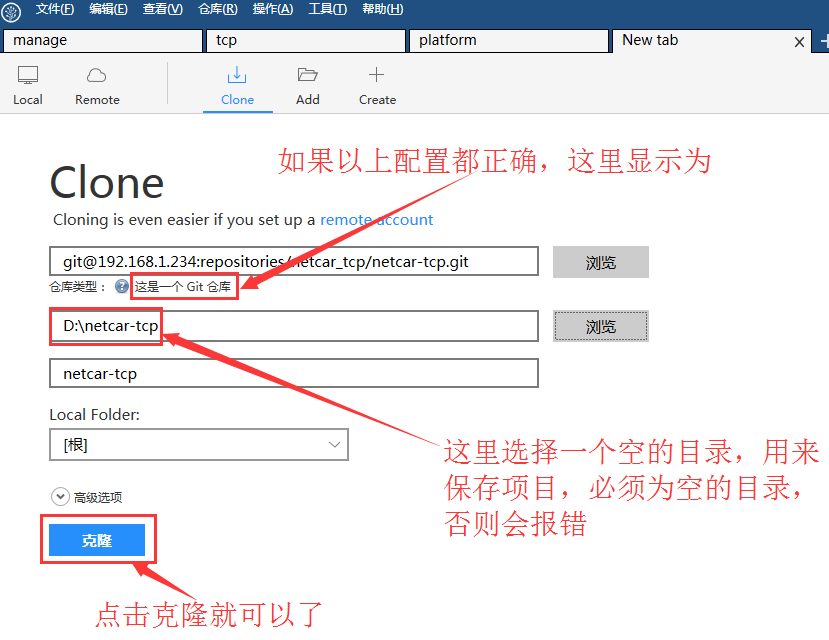 文件(F) 编辑(E) 查看(V) 仓库(R) 操作(A) 工具(T) 帮助(H)
manage tcp platform New tab
Local Remote Clone Add Create
如果以上配置都正确，这里显示为
Clone
Cloning is even easier if you set up a remote account
git@192.168.1.234:repositories/netcar_tcp/netcar-tcp.git 浏览
仓库类型： ? 这是一个 Git 仓库
D:\netcar-tcp 浏览
netcar-tcp
Local Folder:
[根]
这里选择一个空的目录，用来
保存项目，必须为空的目录，
否则会报错
高级选项
克隆
点击克隆就可以了